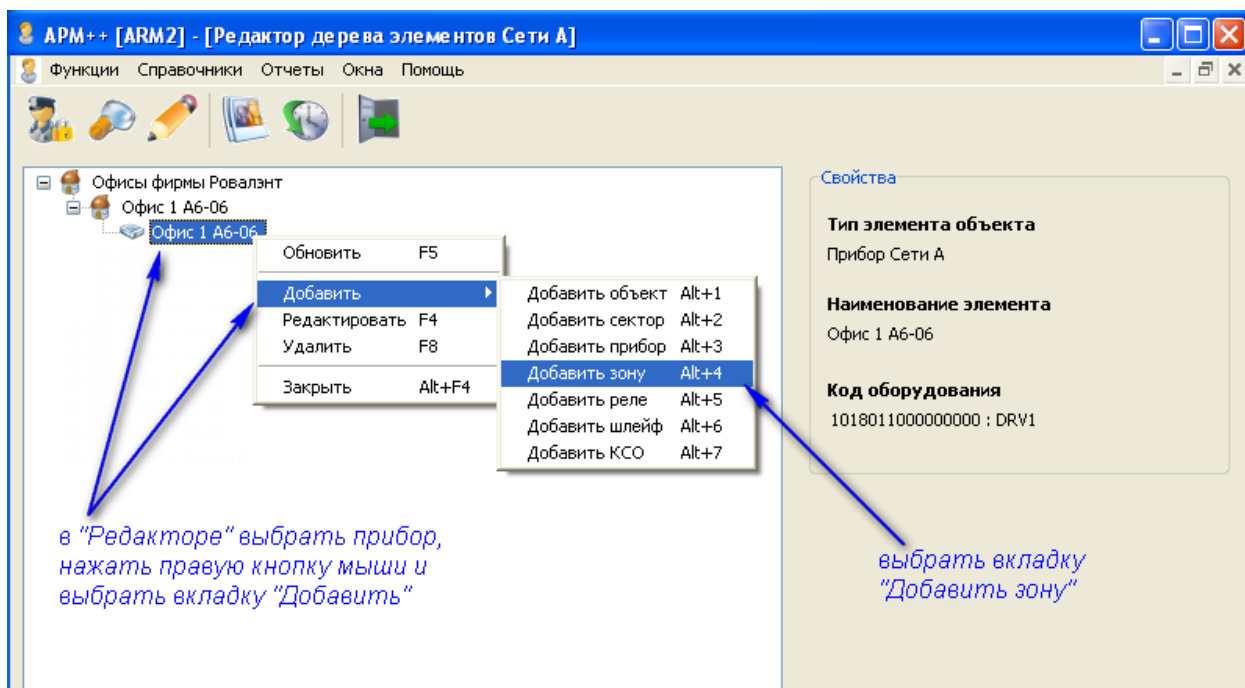 АРМ++ [ARM2] - [Редактор дерева элементов Сети А]
Функции Справочники Отчеты Окна Помощь
Офисы фирмы Ровалэнт
Офис 1 А6-06
Офис 1 А6-06
Обновить F5
Добавить
Редактировать F4
Удалить F8
Закрыть Alt+F4
Добавить объект Alt+1
Добавить сектор Alt+2
Добавить прибор Alt+3
Добавить зону Alt+4
Добавить реле Alt+5
Добавить шлейф Alt+6
Добавить КСО Alt+7
Свойства
Тип элемента объекта
Прибор Сети А
Наименование элемента
Офис 1 А6-06
Код оборудования
1018011000000000 : DRV1
в "Редакторе" выбрать прибор,
нажать правую кнопку мыши и
выбрать вкладку "Добавить"
выбрать вкладку
"Добавить зону"